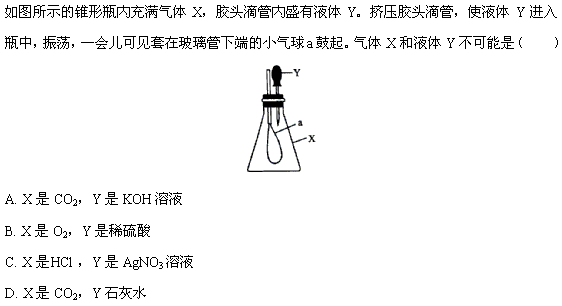 如图所示的锥形瓶内充满气体 X，胶头滴管内盛有液体 Y。挤压胶头滴管，使液体 Y 进入
瓶中，振荡，一会儿可见套在玻璃管下端的小气球 a 鼓起。气体 X 和液体 Y 不可能是（　　）
Y
a
X
A. X 是 CO₂，Y 是 KOH 溶液
B. X 是 O₂，Y 是稀硫酸
C. X 是HCl ，Y 是 AgNO₃ 溶液
D. X 是 CO₂，Y 石灰水